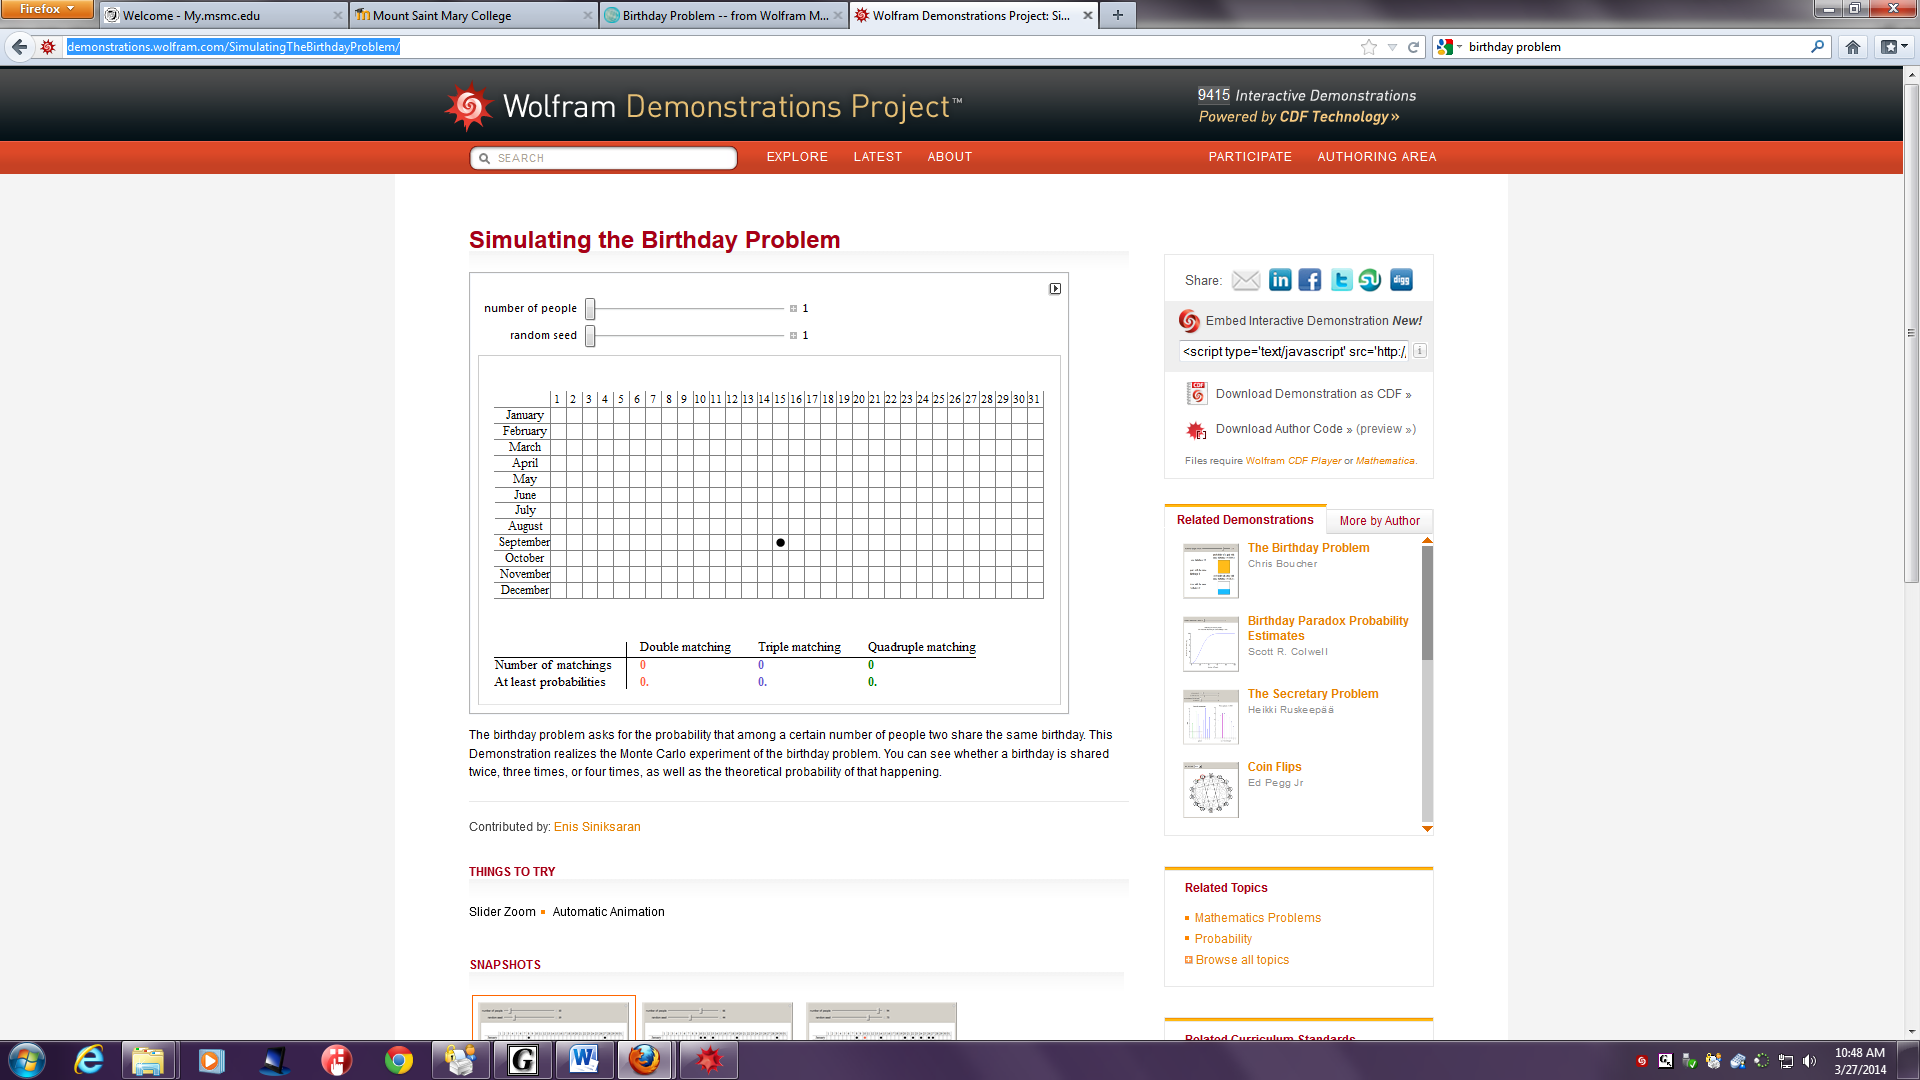 Firefox
Welcome - My.msmc.edu
Mount Saint Mary College
Birthday Problem -- from Wolfram M...
Wolfram Demonstrations Project: Si...
demonstrations.wolfram.com/SimulatingTheBirthdayProblem/
birthday problem
Wolfram Demonstrations Project™
9415 Interactive Demonstrations
Powered by CDF Technology »
SEARCH
EXPLORE LATEST ABOUT
PARTICIPATE AUTHORING AREA
Simulating the Birthday Problem
number of people 1
random seed 1
1 2 3 4 5 6 7 8 9 10 11 12 13 14 15 16 17 18 19 20 21 22 23 24 25 26 27 28 29 30 31
January
February
March
April
May
June
July
August
September
October
November
December
Double matching Triple matching Quadruple matching
Number of matchings 0 0 0
At least probabilities 0. 0. 0.
The birthday problem asks for the probability that among a certain number of people two share the same birthday. This
Demonstration realizes the Monte Carlo experiment of the birthday problem. You can see whether a birthday is shared
twice, three times, or four times, as well as the theoretical probability of that happening.
Contributed by: Enis Siniksaran
THINGS TO TRY
Slider Zoom Automatic Animation
SNAPSHOTS
Share:
in f t digg
Embed Interactive Demonstration New!
<script type='text/javascript' src='http:/
Download Demonstration as CDF »
Download Author Code » (preview »)
Files require Wolfram CDF Player or Mathematica.
Related Demonstrations
More by Author
The Birthday Problem
Chris Boucher
Birthday Paradox Probability
Estimates
Scott R. Colwell
The Secretary Problem
Heikki Ruskeepää
Coin Flips
Ed Pegg Jr
Related Topics
Mathematics Problems
Probability
Browse all topics
Related Curriculum Standards
10:48 AM
3/27/2014